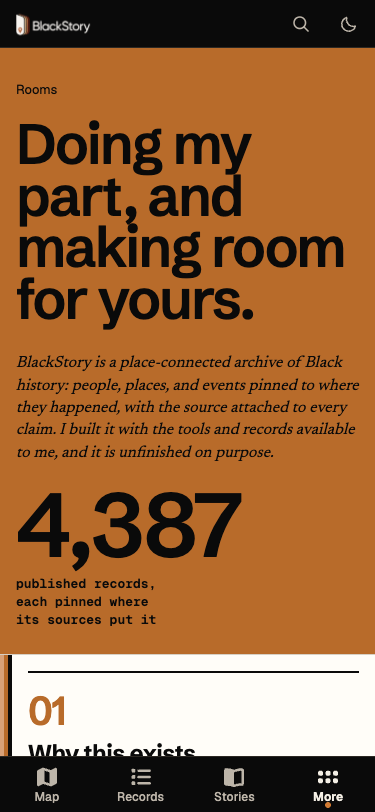 BlackStory
Rooms
Doing my
part, and
making room
for yours.
BlackStory is a place-connected archive of Black
history: people, places, and events pinned to where
they happened, with the source attached to every
claim. I built it with the tools and records available
to me, and it is unfinished on purpose.
4,387
published records,
each pinned where
its sources put it
01
Why this exists
Map
Records
Stories
More